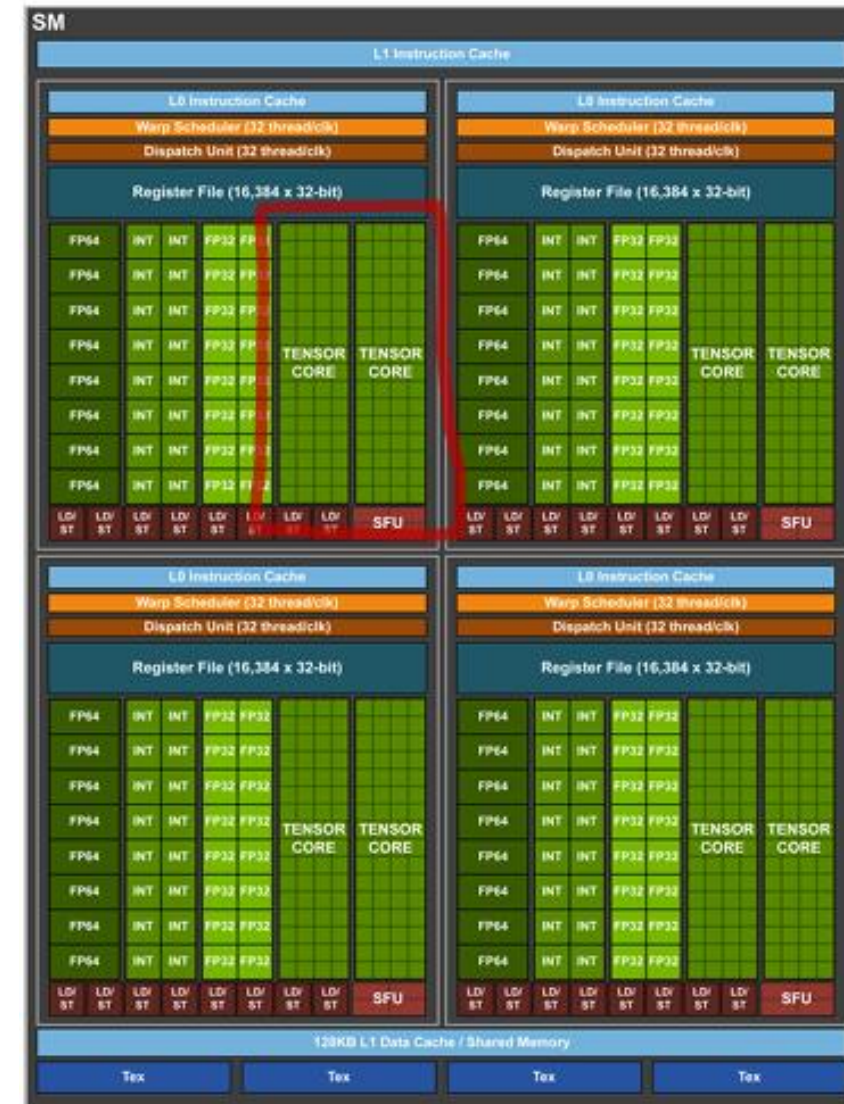 SM
L1 Instruction Cache
L0 Instruction Cache L0 Instruction Cache
Warp Scheduler (32 thread/clk) Warp Scheduler (32 thread/clk)
Dispatch Unit (32 thread/clk) Dispatch Unit (32 thread/clk)
Register File (16,384 x 32-bit) Register File (16,384 x 32-bit)
FP64 INT INT FP32 FP32 FP64 INT INT FP32 FP32
FP64 INT INT FP32 FP32 FP64 INT INT FP32 FP32
FP64 INT INT FP32 FP32 FP64 INT INT FP32 FP32
FP64 INT INT FP32 FP32 TENSOR TENSOR FP64 INT INT FP32 FP32 TENSOR TENSOR
FP64 INT INT FP32 FP32 CORE CORE FP64 INT INT FP32 FP32 CORE CORE
FP64 INT INT FP32 FP32 FP64 INT INT FP32 FP32
FP64 INT INT FP32 FP32 FP64 INT INT FP32 FP32
FP64 INT INT FP32 FP32 FP64 INT INT FP32 FP32
LD/ LD/ LD/ LD/ LD/ LD/ LD/ LD/ SFU LD/ LD/ LD/ LD/ LD/ LD/ LD/ LD/ SFU
ST ST ST ST ST ST ST ST ST ST ST ST ST ST ST ST
L0 Instruction Cache L0 Instruction Cache
Warp Scheduler (32 thread/clk) Warp Scheduler (32 thread/clk)
Dispatch Unit (32 thread/clk) Dispatch Unit (32 thread/clk)
Register File (16,384 x 32-bit) Register File (16,384 x 32-bit)
FP64 INT INT FP32 FP32 FP64 INT INT FP32 FP32
FP64 INT INT FP32 FP32 FP64 INT INT FP32 FP32
FP64 INT INT FP32 FP32 FP64 INT INT FP32 FP32
FP64 INT INT FP32 FP32 TENSOR TENSOR FP64 INT INT FP32 FP32 TENSOR TENSOR
FP64 INT INT FP32 FP32 CORE CORE FP64 INT INT FP32 FP32 CORE CORE
FP64 INT INT FP32 FP32 FP64 INT INT FP32 FP32
FP64 INT INT FP32 FP32 FP64 INT INT FP32 FP32
FP64 INT INT FP32 FP32 FP64 INT INT FP32 FP32
LD/ LD/ LD/ LD/ LD/ LD/ LD/ LD/ SFU LD/ LD/ LD/ LD/ LD/ LD/ LD/ LD/ SFU
ST ST ST ST ST ST ST ST ST ST ST ST ST ST ST ST
128KB L1 Data Cache / Shared Memory
Tex Tex Tex Tex